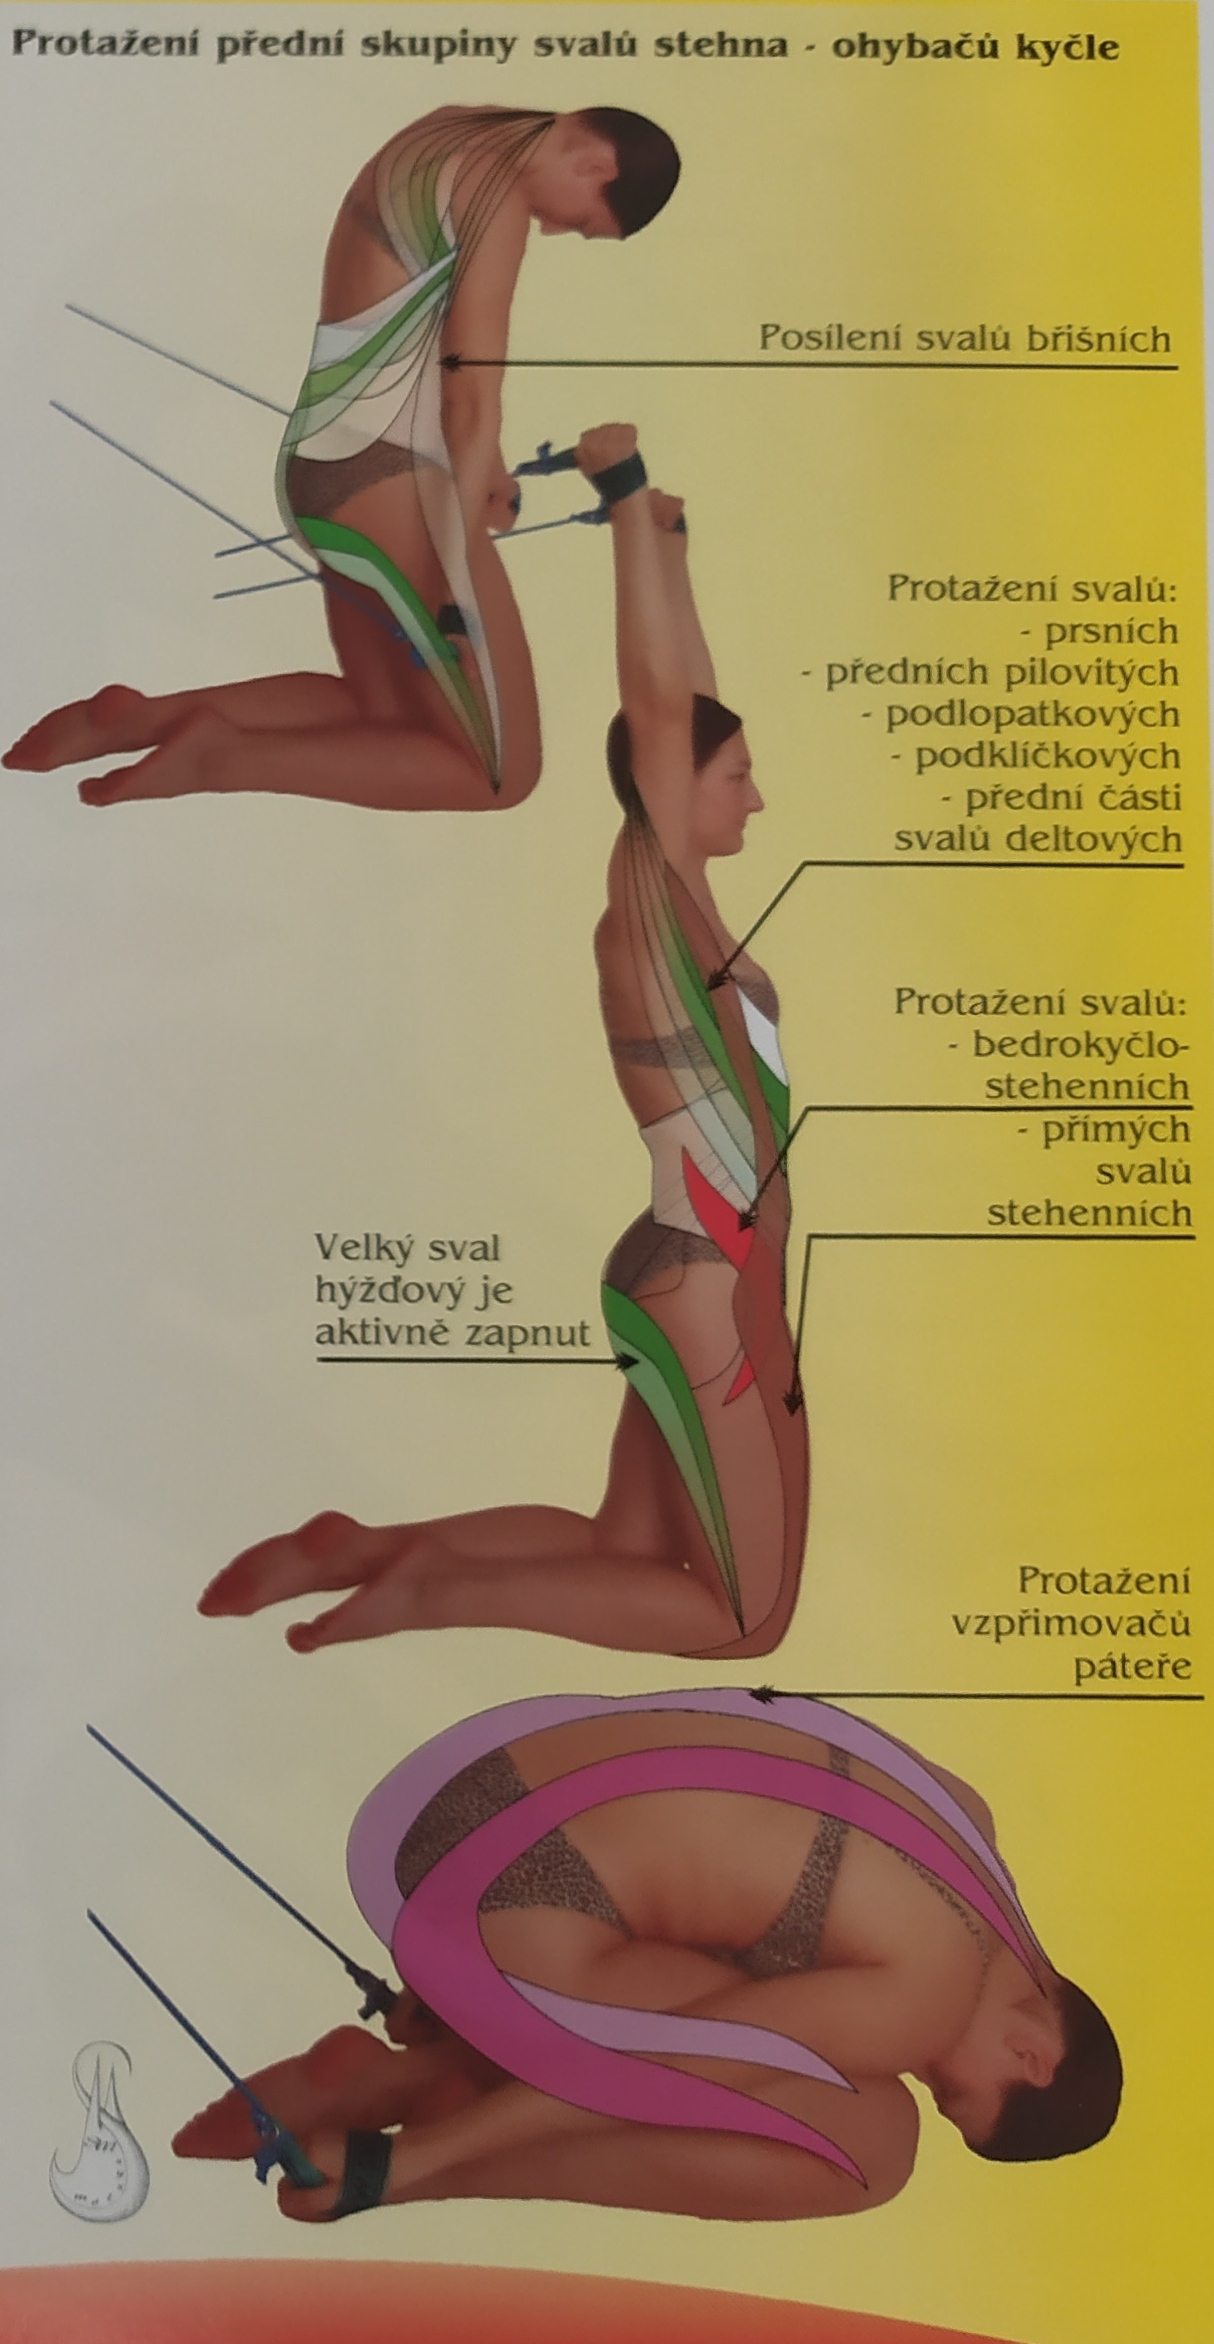 Protažení přední skupiny svalů stehna - ohybačů kyčle
Posílení svalů břišních
Protažení svalů:
- prsních
- předních pilovitých
- podlopatkových
- podklíčkových
- přední části
svalů deltových
Protažení svalů:
- bedrokyčlo-
stehenních
- přímých
svalů
stehenních
Velký sval
hýžďový je
aktivně zapnut
Protažení
vzpřimovačů
páteře